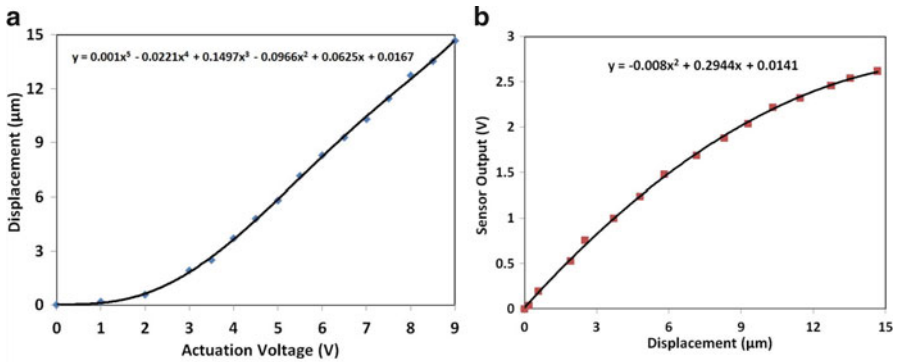 a
y = 0.001x⁵ - 0.0221x⁴ + 0.1497x³ - 0.0966x² + 0.0625x + 0.0167
15
12
9
6
3
0
Displacement (µm)
0 1 2 3 4 5 6 7 8 9
Actuation Voltage (V)
b
y = -0.008x² + 0.2944x + 0.0141
3
2.5
2
1.5
1
0.5
0
Sensor Output (V)
0 3 6 9 12 15
Displacement (µm)